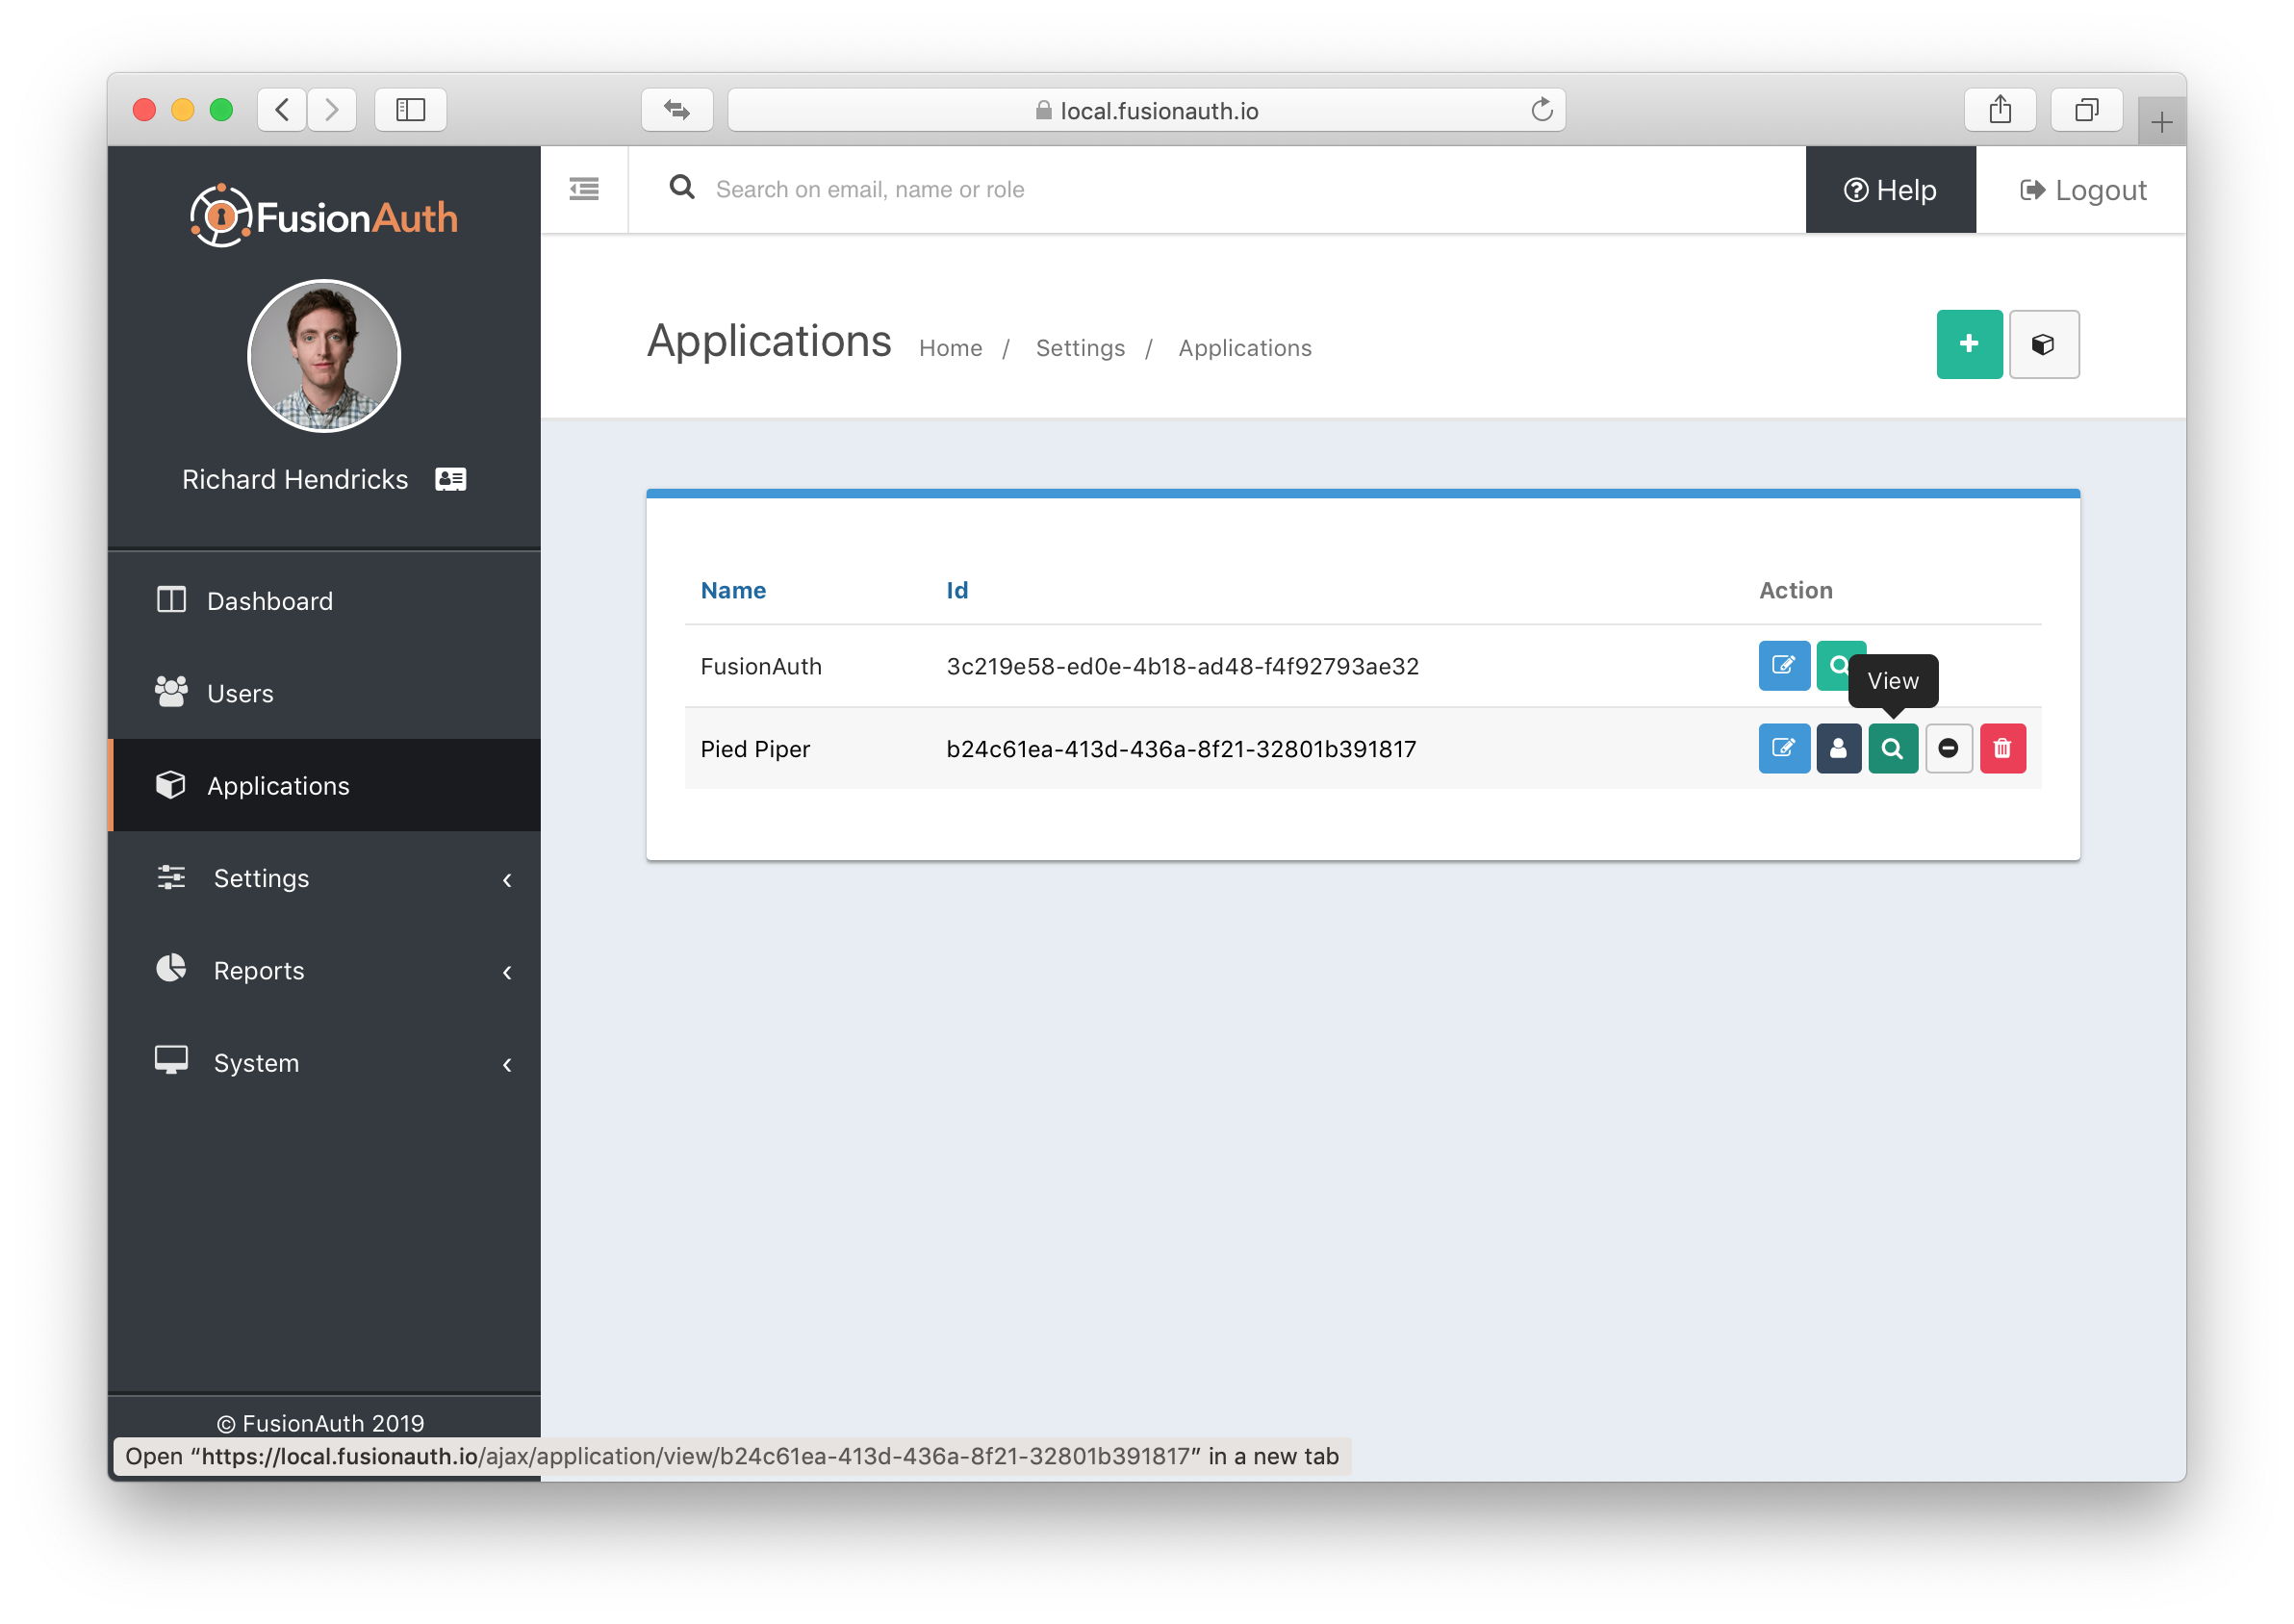 local.fusionauth.io
FusionAuth
Search on email, name or role
Help
Logout
Richard Hendricks
Applications
Home / Settings / Applications
Dashboard
Users
Applications
Settings
Reports
System
Name Id Action
FusionAuth 3c219e58-ed0e-4b18-ad48-f4f92793ae32
View
Pied Piper b24c61ea-413d-436a-8f21-32801b391817
© FusionAuth 2019
Open “https://local.fusionauth.io/ajax/application/view/b24c61ea-413d-436a-8f21-32801b391817” in a new tab